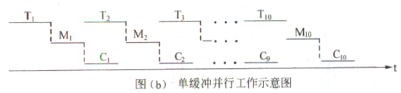 T₁ T₂ T₃ ··· T₁₀
M₁ M₂ ··· M₁₀
C₁ C₂ ··· C₉ C₁₀
t
图(b) 单缓冲并行工作示意图